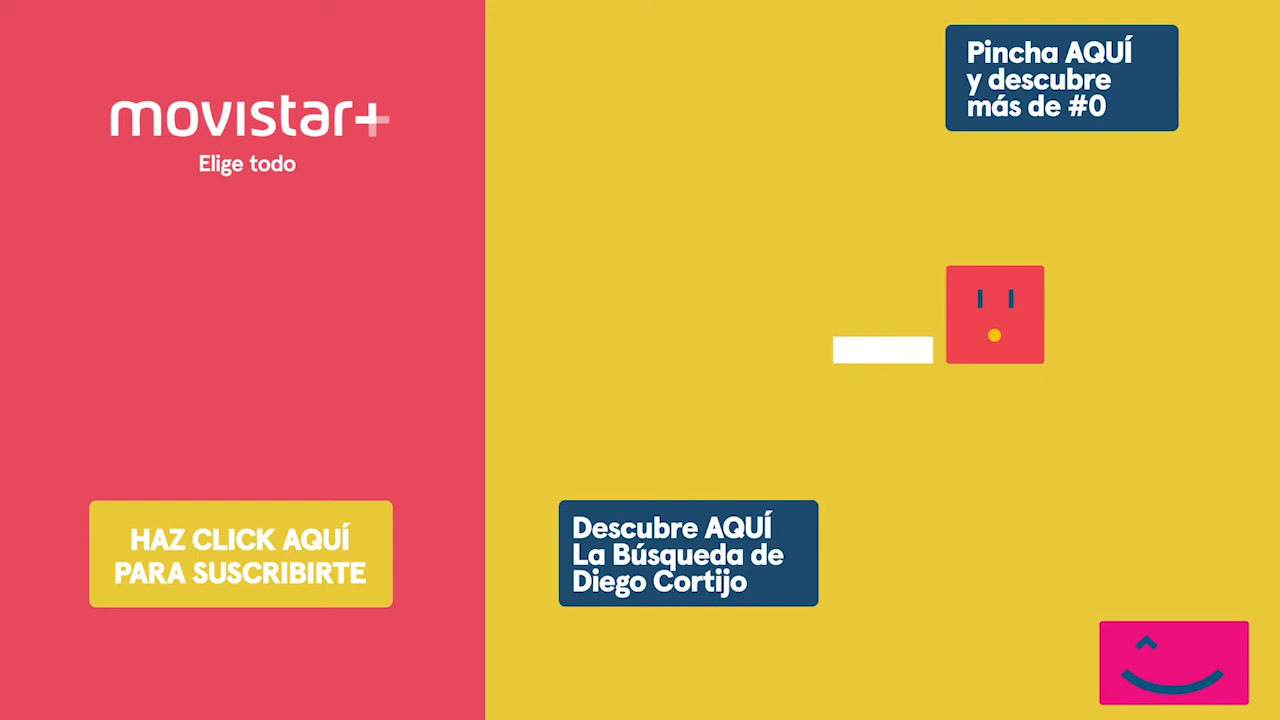 movistar+
Elige todo
HAZ CLICK AQUÍ
PARA SUSCRIBIRTE
Pincha AQUÍ
y descubre
más de #0
Descubre AQUÍ
La Búsqueda de
Diego Cortijo